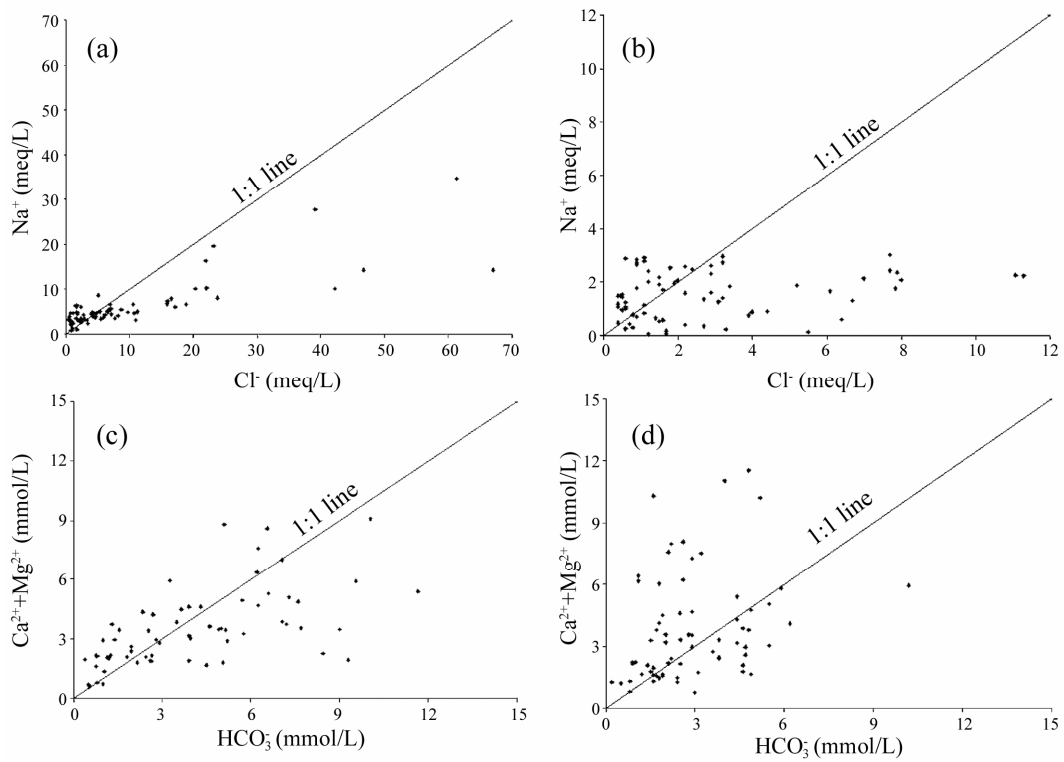 (a)
70
60
50
40
30
20
10
0
Na⁺ (meq/L)
1:1 line
0 10 20 30 40 50 60 70
Cl⁻ (meq/L)
(b)
12
10
8
6
4
2
0
Na⁺ (meq/L)
1:1 line
0 2 4 6 8 10 12
Cl⁻ (meq/L)
(c)
15
12
9
6
3
0
Ca²⁺+Mg²⁺ (mmol/L)
1:1 line
0 3 6 9 12 15
HCO₃⁻ (mmol/L)
(d)
15
12
9
6
3
0
Ca²⁺+Mg²⁺ (mmol/L)
1:1 line
0 3 6 9 12 15
HCO₃⁻ (mmol/L)